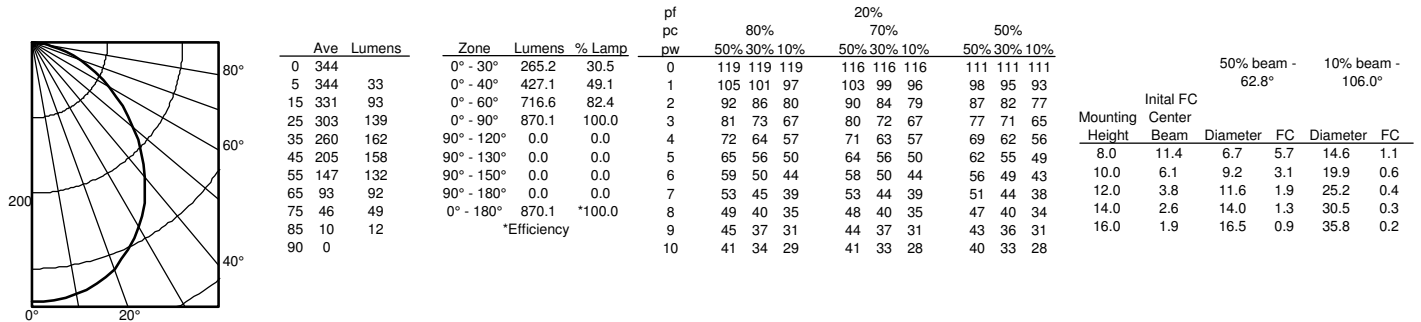 80°
60°
40°
20°
0°
200
Ave Lumens
0 344
5 344 33
15 331 93
25 303 139
35 260 162
45 205 158
55 147 132
65 93 92
75 46 49
85 10 12
90 0
Zone Lumens % Lamp
0° - 30° 265.2 30.5
0° - 40° 427.1 49.1
0° - 60° 716.6 82.4
0° - 90° 870.1 100.0
90° - 120° 0.0 0.0
90° - 130° 0.0 0.0
90° - 150° 0.0 0.0
90° - 180° 0.0 0.0
0° - 180° 870.1 *100.0
*Efficiency
pf 20%
pc 80% 70% 50%
pw 50% 30% 10% 50% 30% 10% 50% 30% 10%
0 119 119 119 116 116 116 111 111 111
1 105 101 97 103 99 96 98 95 93
2 92 86 80 90 84 79 87 82 77
3 81 73 67 80 72 67 77 71 65
4 72 64 57 71 63 57 69 62 56
5 65 56 50 64 56 50 62 55 49
6 59 50 44 58 50 44 56 49 43
7 53 45 39 53 44 39 51 44 38
8 49 40 35 48 40 35 47 40 34
9 45 37 31 44 37 31 43 36 31
10 41 34 29 41 33 28 40 33 28
50% beam - 10% beam -
62.8° 106.0°
Inital FC
Mounting Center
Height Beam Diameter FC Diameter FC
8.0 11.4 6.7 5.7 14.6 1.1
10.0 6.1 9.2 3.1 19.9 0.6
12.0 3.8 11.6 1.9 25.2 0.4
14.0 2.6 14.0 1.3 30.5 0.3
16.0 1.9 16.5 0.9 35.8 0.2